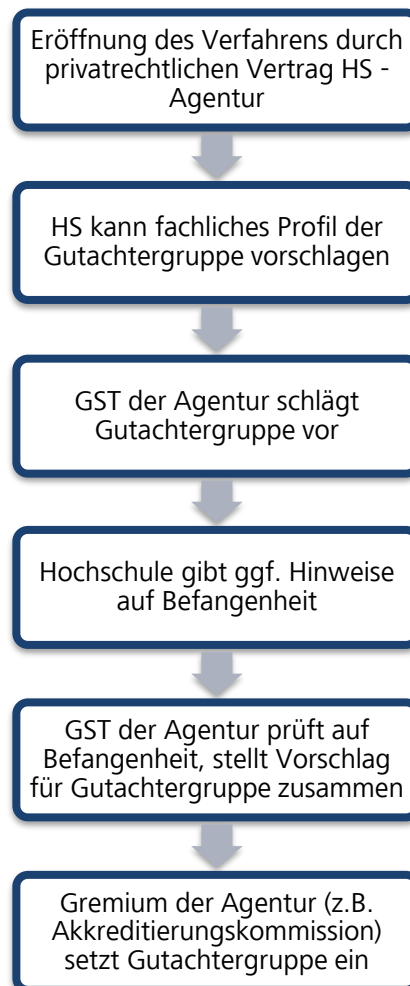 Eröffnung des Verfahrens durch
privatrechtlichen Vertrag HS -
Agentur
HS kann fachliches Profil der
Gutachtergruppe vorschlagen
GST der Agentur schlägt
Gutachtergruppe vor
Hochschule gibt ggf. Hinweise
auf Befangenheit
GST der Agentur prüft auf
Befangenheit, stellt Vorschlag
für Gutachtergruppe zusammen
Gremium der Agentur (z.B.
Akkreditierungskommission)
setzt Gutachtergruppe ein